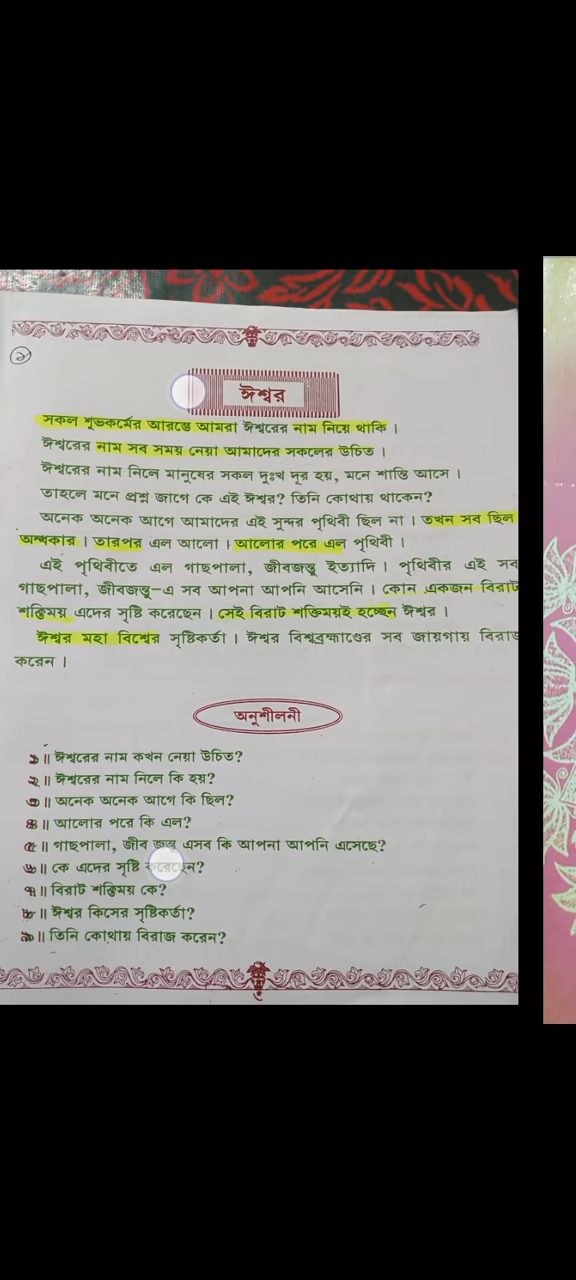 ১
ঈশ্বর
সকল শুভকর্মের আরম্ভে আমরা ঈশ্বরের নাম নিয়ে থাকি।
ঈশ্বরের নাম সব সময় নেয়া আমাদের সকলের উচিত।
ঈশ্বরের নাম নিলে মানুষের সকল দুঃখ দূর হয়, মনে শান্তি আসে।
তাহলে মনে প্রশ্ন জাগে কে এই ঈশ্বর? তিনি কোথায় থাকেন?
অনেক অনেক আগে আমাদের এই সুন্দর পৃথিবী ছিল না। তখন সব ছিল
অন্ধকার। তারপর এল আলো। আলোর পরে এল পৃথিবী।
এই পৃথিবীতে এল গাছপালা, জীবজন্তু ইত্যাদি। পৃথিবীর এই সব
গাছপালা, জীবজন্তু-এ সব আপনা আপনি আসেনি। কোন একজন বিরাট
শক্তিময় এদের সৃষ্টি করেছেন। সেই বিরাট শক্তিময়ই হচ্ছেন ঈশ্বর।
ঈশ্বর মহা বিশ্বের সৃষ্টিকর্তা। ঈশ্বর বিশ্বব্রহ্মাণ্ডের সব জায়গায় বিরাজ
করেন।
অনুশীলনী
১॥ ঈশ্বরের নাম কখন নেয়া উচিত?
২॥ ঈশ্বরের নাম নিলে কি হয়?
৩॥ অনেক অনেক আগে কি ছিল?
৪॥ আলোর পরে কি এল?
৫॥ গাছপালা, জীব জন্তু এসব কি আপনা আপনি এসেছে?
৬॥ কে এদের সৃষ্টি করেছেন?
৭॥ বিরাট শক্তিময় কে?
৮॥ ঈশ্বর কিসের সৃষ্টিকর্তা?
৯॥ তিনি কোথায় বিরাজ করেন?